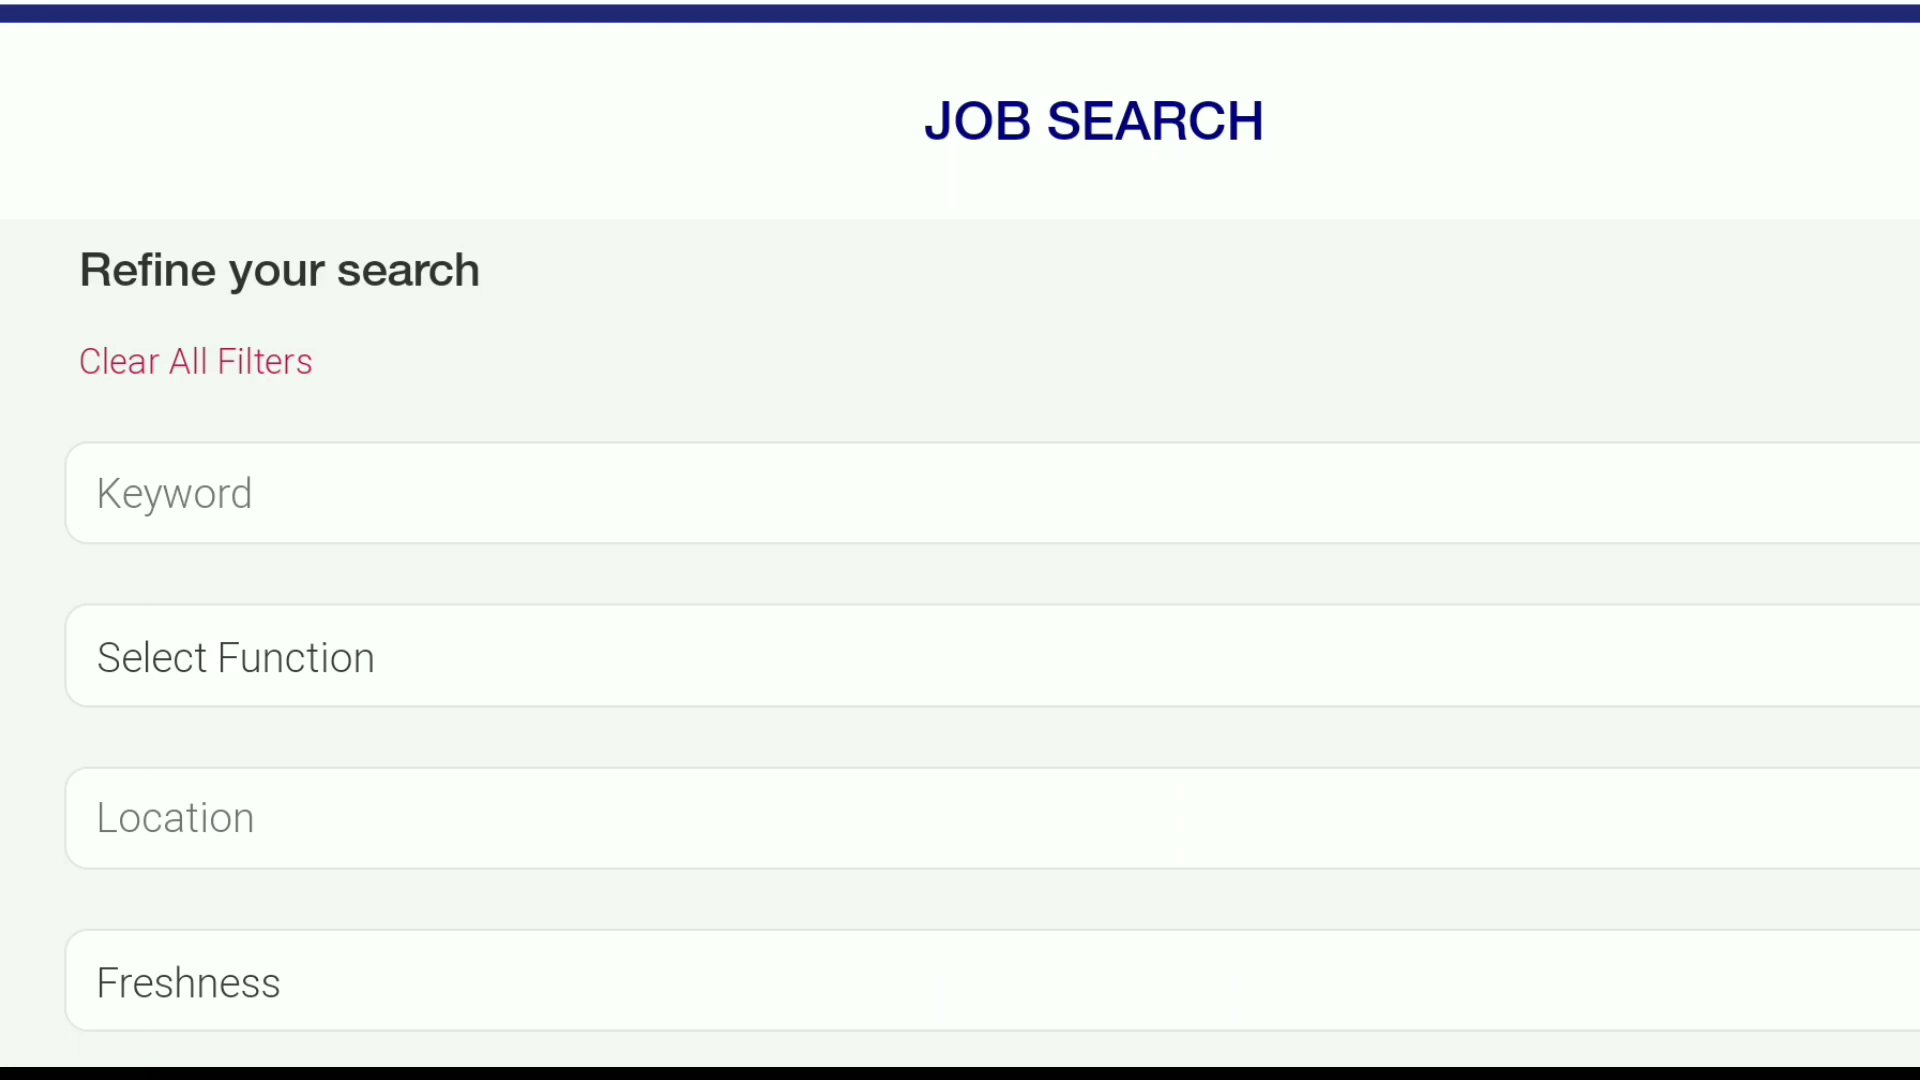 JOB SEARCH
Refine your search
Clear All Filters
Keyword
Select Function
Location
Freshness